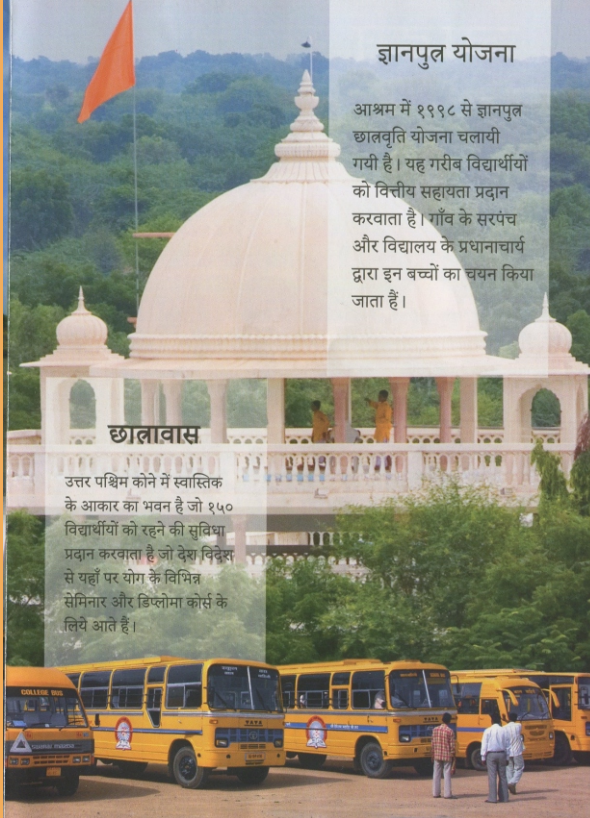 ज्ञानपुत्र योजना
आश्रम में १९९८ से ज्ञानपुत्र
छात्रवृति योजना चलायी
गयी है। यह गरीब विद्यार्थीयों
को वित्तीय सहायता प्रदान
करवाता है। गाँव के सरपंच
और विद्यालय के प्रधानाचार्य
द्वारा इन बच्चों का चयन किया
जाता हैं।
छात्रावास
उत्तर पश्चिम कोने में स्वास्तिक
के आकार का भवन है जो १५०
विद्यार्थीयों को रहने की सुविधा
प्रदान करवाता है जो देश विदेश
से यहाँ पर योग के विभिन्न
सेमिनार और डिप्लोमा कोर्स के
लिये आते हैं।
COLLEGE BUS
TATA